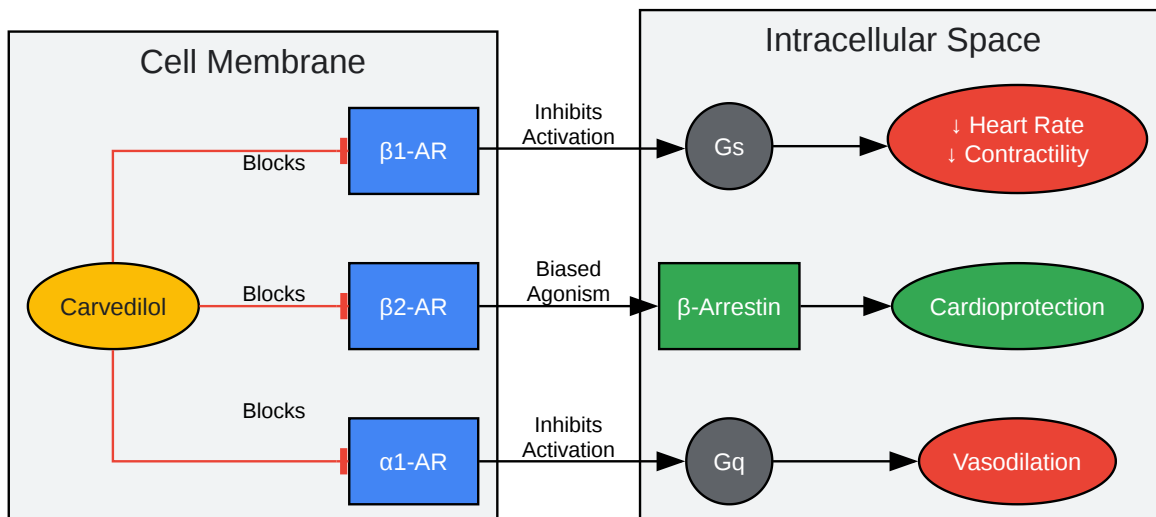 Cell Membrane
Intracellular Space
Carvedilol
Blocks
β1-AR
Inhibits
Activation
Gs
↓ Heart Rate
↓ Contractility
Blocks
β2-AR
Biased
Agonism
β-Arrestin
Cardioprotection
Blocks
α1-AR
Inhibits
Activation
Gq
Vasodilation